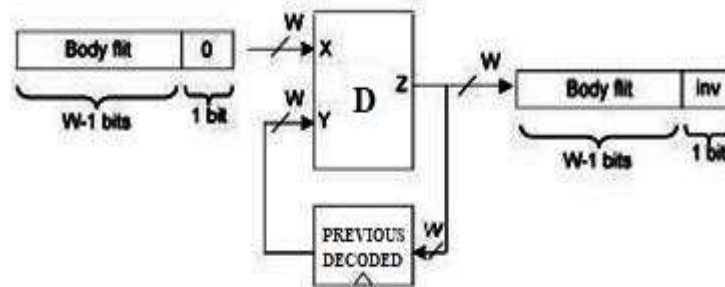 Body flit 0
W
X
W-1 bits
1 bit
W
Y
D
Z
W
Body flit inv
W-1 bits
1 bit
PREVIOUS
DECODED
W